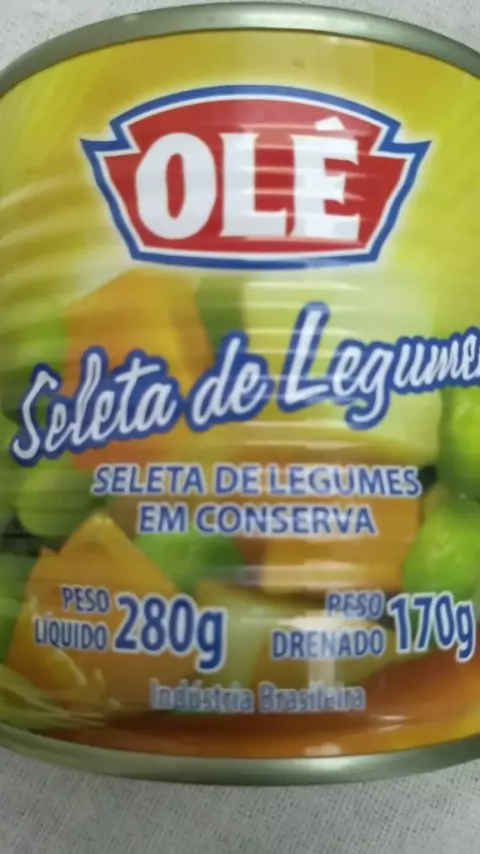 OLÉ
Seleta de Legumes
SELETA DE LEGUMES
EM CONSERVA
PESO LÍQUIDO 280g
PESO DRENADO 170g
Indústria Brasileira